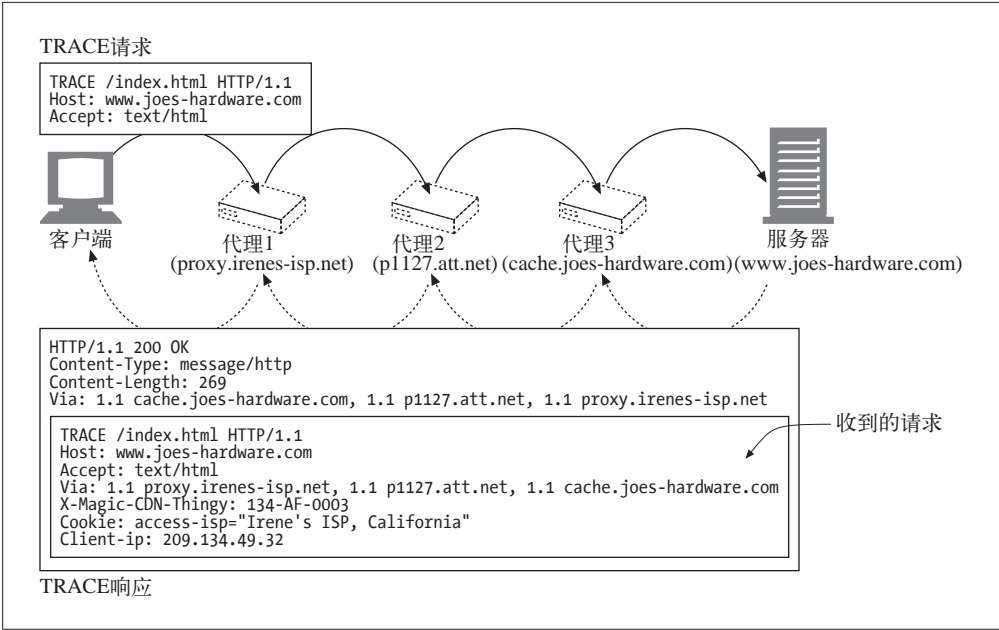 TRACE请求
TRACE /index.html HTTP/1.1
Host: www.joes-hardware.com
Accept: text/html
客户端
代理1
(proxy.irenes-isp.net)
代理2
(p1127.att.net)
代理3
(cache.joes-hardware.com)
服务器
(www.joes-hardware.com)
HTTP/1.1 200 OK
Content-Type: message/http
Content-Length: 269
Via: 1.1 cache.joes-hardware.com, 1.1 p1127.att.net, 1.1 proxy.irenes-isp.net
收到的请求
TRACE /index.html HTTP/1.1
Host: www.joes-hardware.com
Accept: text/html
Via: 1.1 proxy.irenes-isp.net, 1.1 p1127.att.net, 1.1 cache.joes-hardware.com
X-Magic-CDN-Thingy: 134-AF-0003
Cookie: access-isp="Irene's ISP, California"
Client-ip: 209.134.49.32
TRACE响应